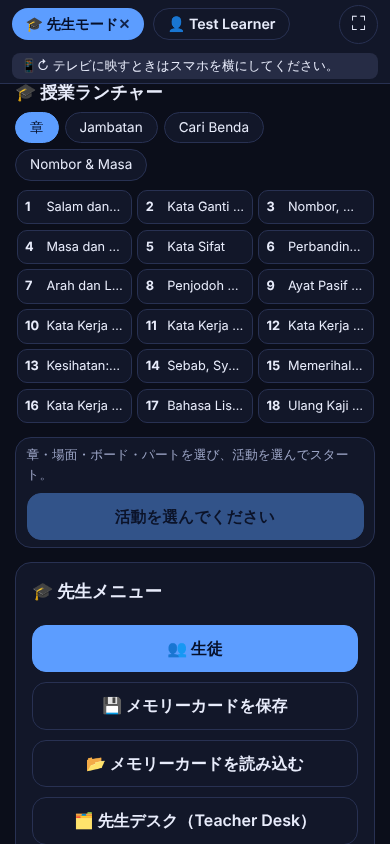 🎓 先生モード✕
👤 Test Learner
📱↻ テレビに映すときはスマホを横にしてください。
🎓 授業ランチャー
章
Jambatan
Cari Benda
Nombor & Masa
1 Salam dan...
2 Kata Ganti ...
3 Nombor, ...
4 Masa dan ...
5 Kata Sifat
6 Perbandin...
7 Arah dan L...
8 Penjodoh ...
9 Ayat Pasif ...
10 Kata Kerja ...
11 Kata Kerja ...
12 Kata Kerja ...
13 Kesihatan:...
14 Sebab, Sy...
15 Memerihal...
16 Kata Kerja ...
17 Bahasa Lis...
18 Ulang Kaji ...
章・場面・ボード・パートを選び、活動を選んでスター
ト。
活動を選んでください
🎓 先生メニュー
👥 生徒
💾 メモリーカードを保存
📂 メモリーカードを読み込む
🗂️ 先生デスク（Teacher Desk）